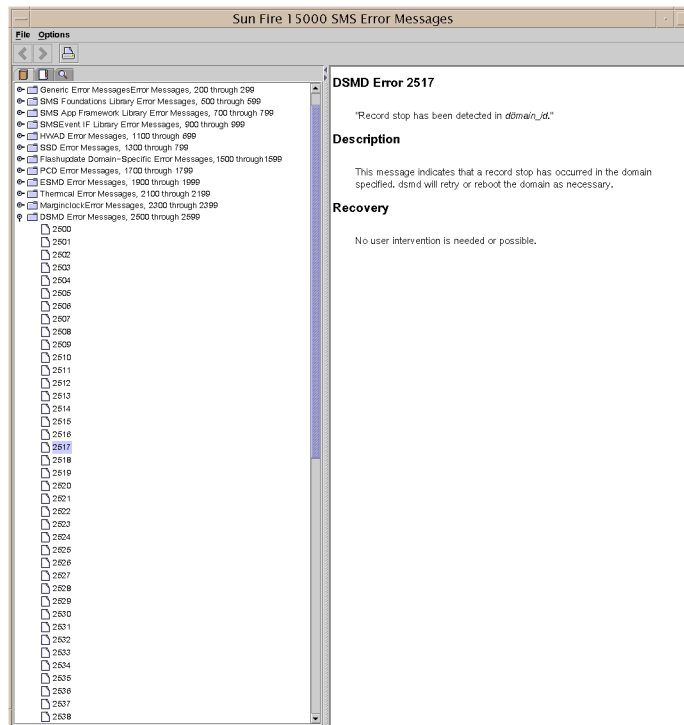 Sun Fire 15000 SMS Error Messages
File Options
Generic Error MessagesError Messages, 200 through 299
SMS Foundations Library Error Messages, 500 through 599
SMS App Framework Library Error Messages, 700 through 799
SMSEvent IF Library Error Messages, 900 through 999
HWAD Error Messages, 1100 through 699
SSD Error Messages, 1300 through 799
Flashupdate Domain-Specific Error Messages, 1500 through1599
PCD Error Messages, 1700 through 1799
ESMD Error Messages, 1900 through 1999
Thermcal Error Messages, 2100 through 2199
MarginclockError Messages, 2300 through 2399
DSMD Error Messages, 2500 through 2599
2500
2501
2502
2503
2504
2505
2506
2507
2508
2509
2510
2511
2512
2513
2514
2515
2516
2517
2518
2519
2520
2521
2522
2523
2524
2525
2526
2527
2528
2529
2530
2531
2532
2533
2534
2535
2536
2537
2538
DSMD Error 2517
"Record stop has been detected in dömain_id."
Description
This message indicates that a record stop has occurred in the domain
specified. dsmd will retry or reboot the domain as necessary.
Recovery
No user intervention is needed or possible.